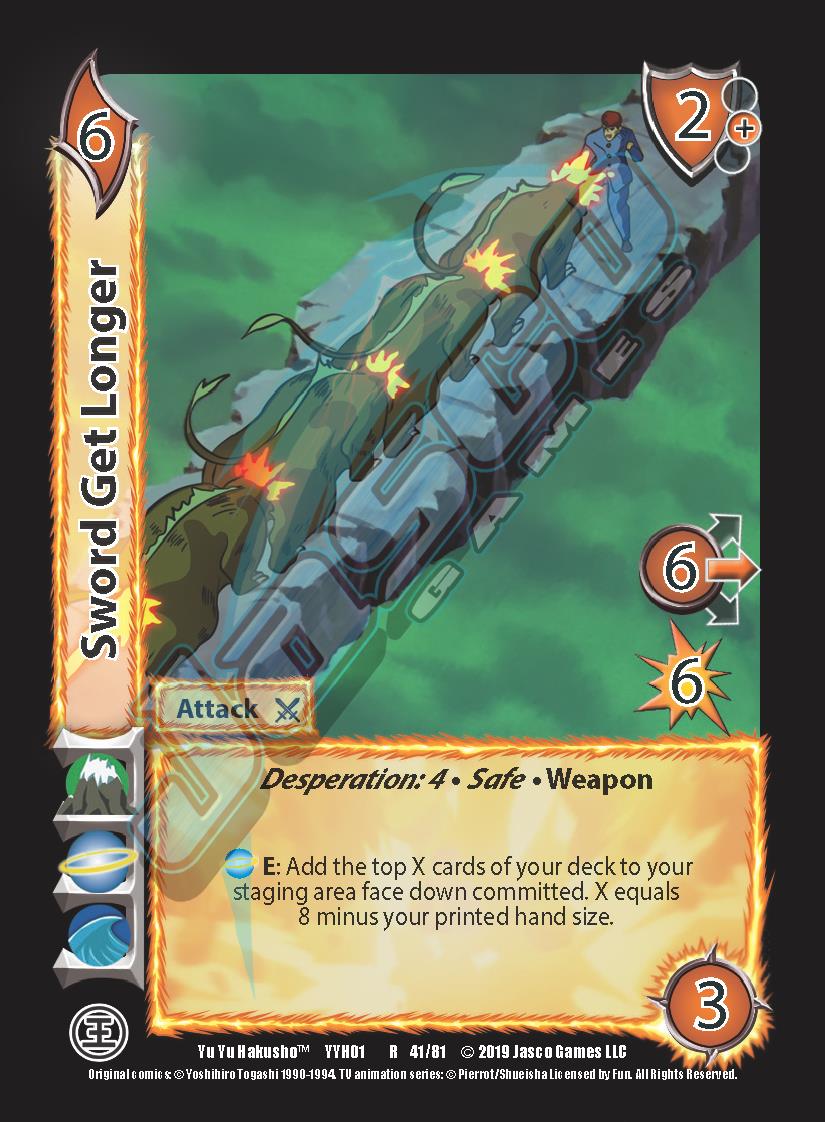 6
2
+
Sword Get Longer
JASCO
GAMES
6
6
Attack
Desperation: 4 • Safe • Weapon
E: Add the top X cards of your deck to your
staging area face down committed. X equals
8 minus your printed hand size.
3
王
Yu Yu Hakusho™ YYH01 R 41/81 © 2019 Jasco Games LLC
Original comics: © Yoshihiro Togashi 1990-1994. TV animation series: © Pierrot/Shueisha Licensed by Fun. All Rights Reserved.